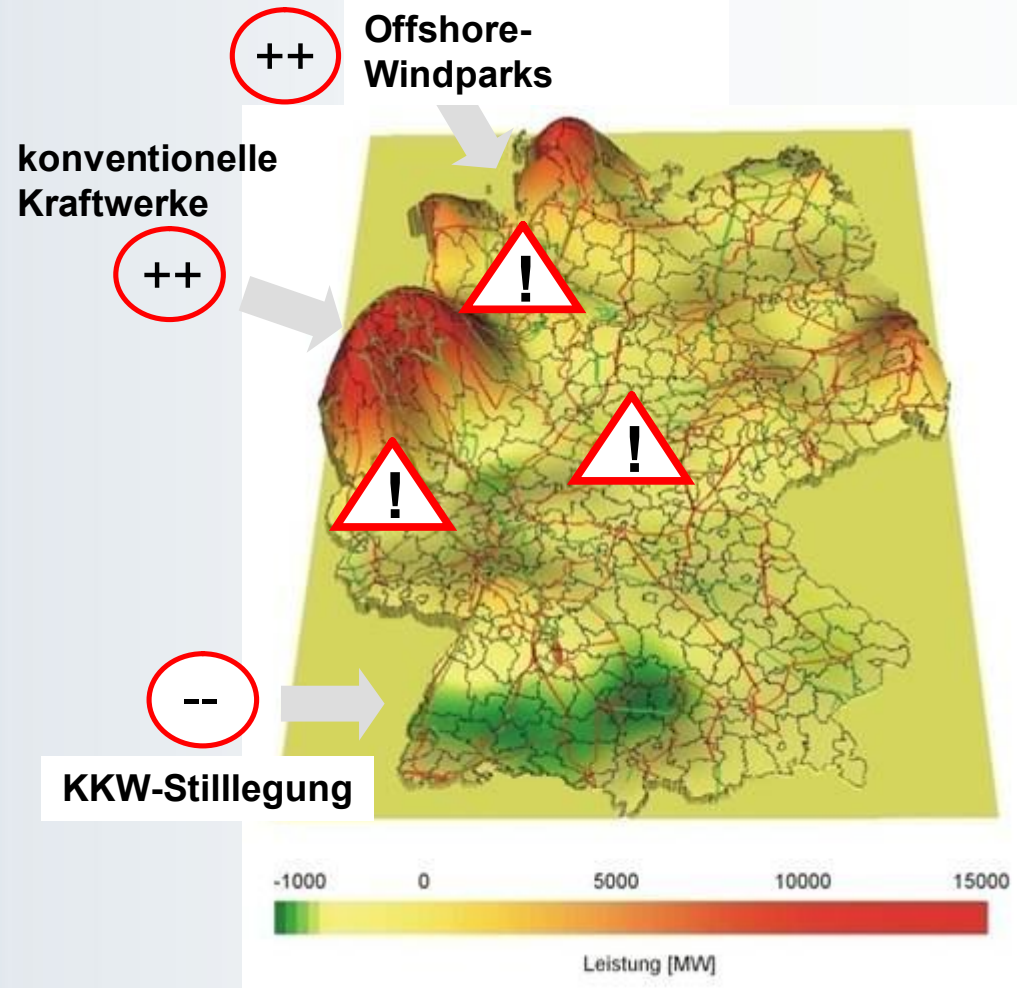 ++
Offshore-
Windparks
konventionelle
Kraftwerke
++
!
!
!
--
KKW-Stilllegung
-1000 0 5000 10000 15000
Leistung [MW]